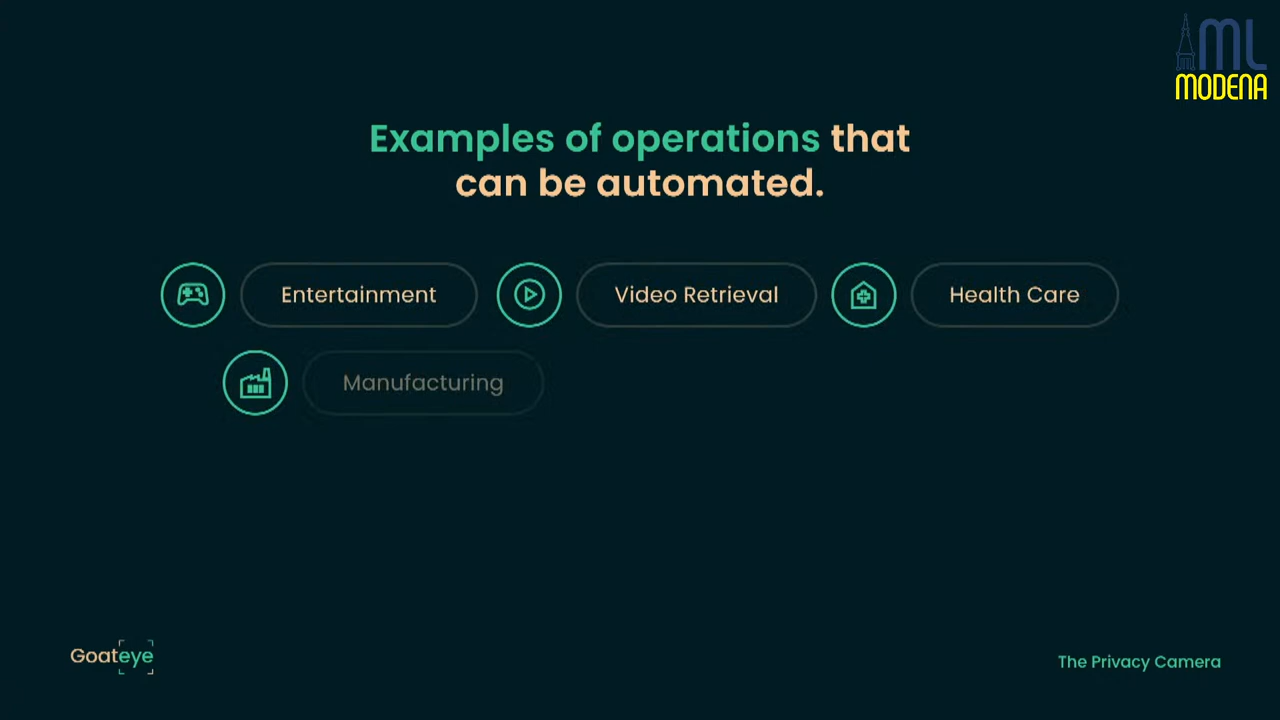 ML
MODENA
Examples of operations that
can be automated.
Entertainment
Video Retrieval
Health Care
Manufacturing
Goateye
The Privacy Camera